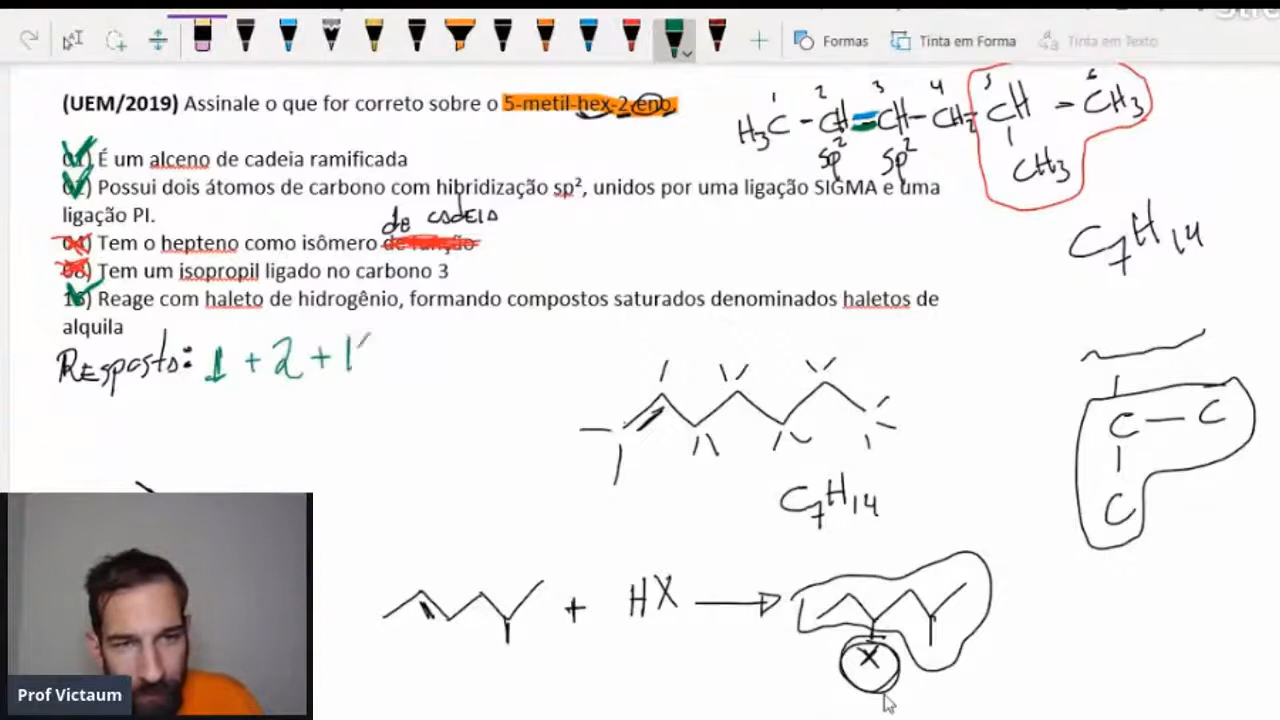 Formas Tinta em Forma Tinta em Texto
(UEM/2019) Assinale o que for correto sobre o 5-metil-hex-2-eno.
1 2 3 4 5 6
H3C - CH = CH - CH2 - CH - CH3
sp2 sp2 CH3
01) É um alceno de cadeia ramificada
02) Possui dois átomos de carbono com hibridização sp², unidos por uma ligação SIGMA e uma
ligação PI.
de cadeia
04) Tem o hepteno como isômero de função
C7H14
08) Tem um isopropil ligado no carbono 3
16) Reage com haleto de hidrogênio, formando compostos saturados denominados haletos de
alquila
Resposta: 1 + 2 + 1
C - C
C
C7H14
+ HX
X
Prof Victaum